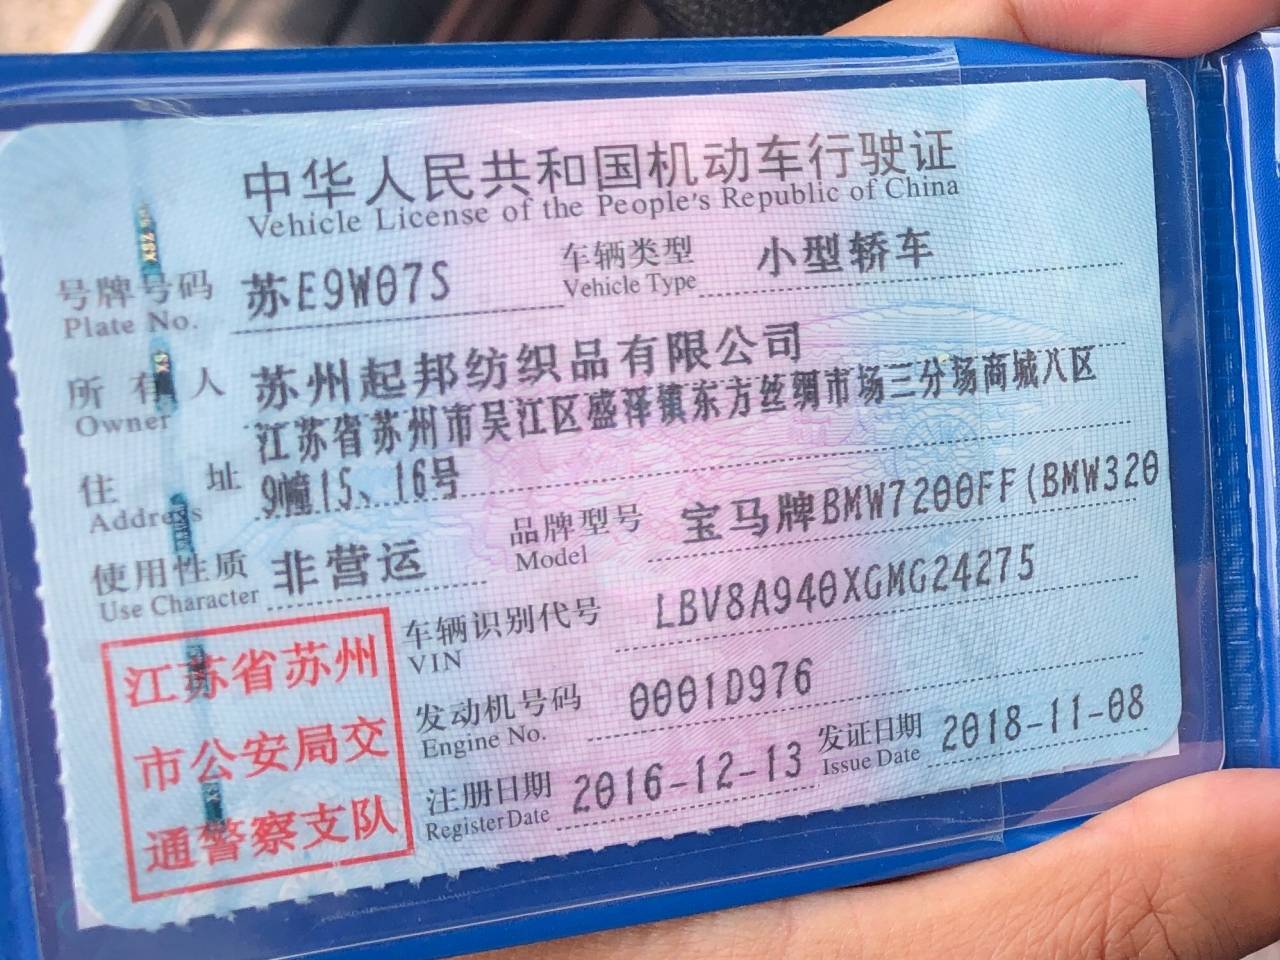 中华人民共和国机动车行驶证
Vehicle License of the People's Republic of China
号牌号码 苏E9W07S 车辆类型 小型轿车
Plate No. Vehicle Type
所有人 苏州起邦纺织品有限公司
Owner
江苏省苏州市吴江区盛泽镇东方丝绸市场三分场商城八区
住址 9幢15、16号
Address
使用性质 非营运 品牌型号 宝马牌BMW7200FF(BMW320
Use Character Model
车辆识别代号 LBV8A940XGMG24275
VIN
发动机号码 0001D976
Engine No.
注册日期 2016-12-13 发证日期 2018-11-08
Register Date Issue Date
江苏省苏州
市公安局交
通警察支队